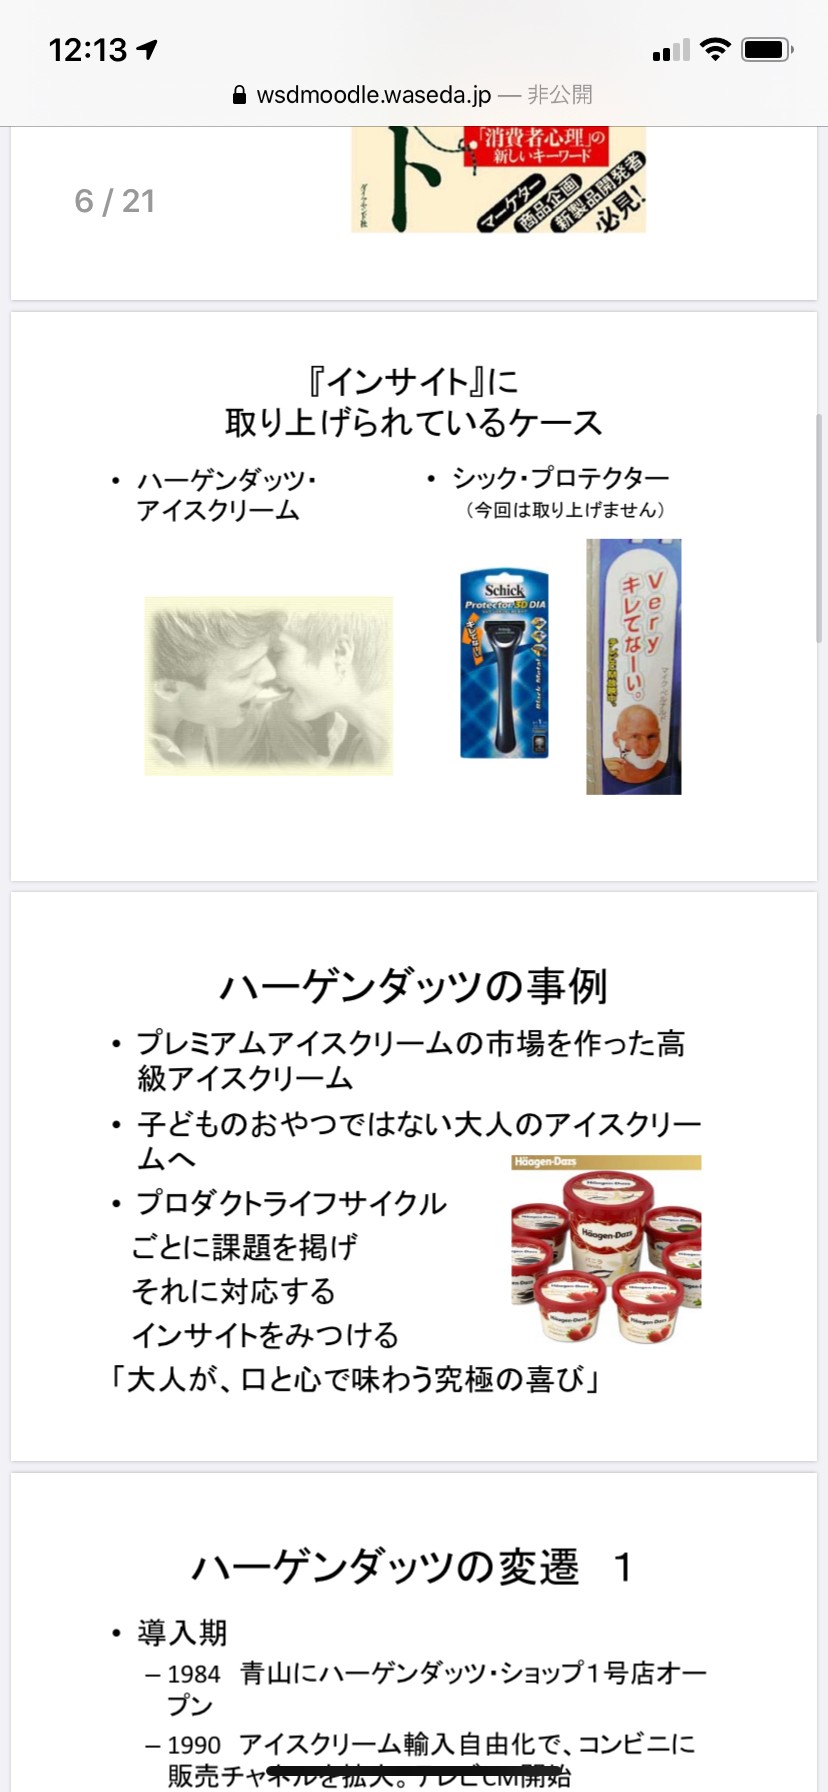 12:13
wsdmoodle.waseda.jp — 非公開
6 / 21
ト
「消費者心理」の
新しいキーワード
マーケター
商品企画
新製品開発者
必見!
ダイヤモンド社
『インサイト』に
取り上げられているケース
• ハーゲンダッツ・
アイスクリーム
• シック・プロテクター
（今回は取り上げません）
Schick
Protector 3D DIA
Very
キレてなーい。
ハーゲンダッツの事例
• プレミアムアイスクリームの市場を作った高
級アイスクリーム
• 子どものおやつではない大人のアイスクリー
ムへ
• プロダクトライフサイクル
ごとに課題を掲げ
それに対応する
インサイトをみつける
「大人が、口と心で味わう究極の喜び」
Häagen-Dazs
Häagen-Dazs
バニラ
ハーゲンダッツの変遷　1
• 導入期
– 1984　青山にハーゲンダッツ・ショップ１号店オー
プン
– 1990　アイスクリーム輸入自由化で、コンビニに
販売チャネルを拡大。テレビCM開始